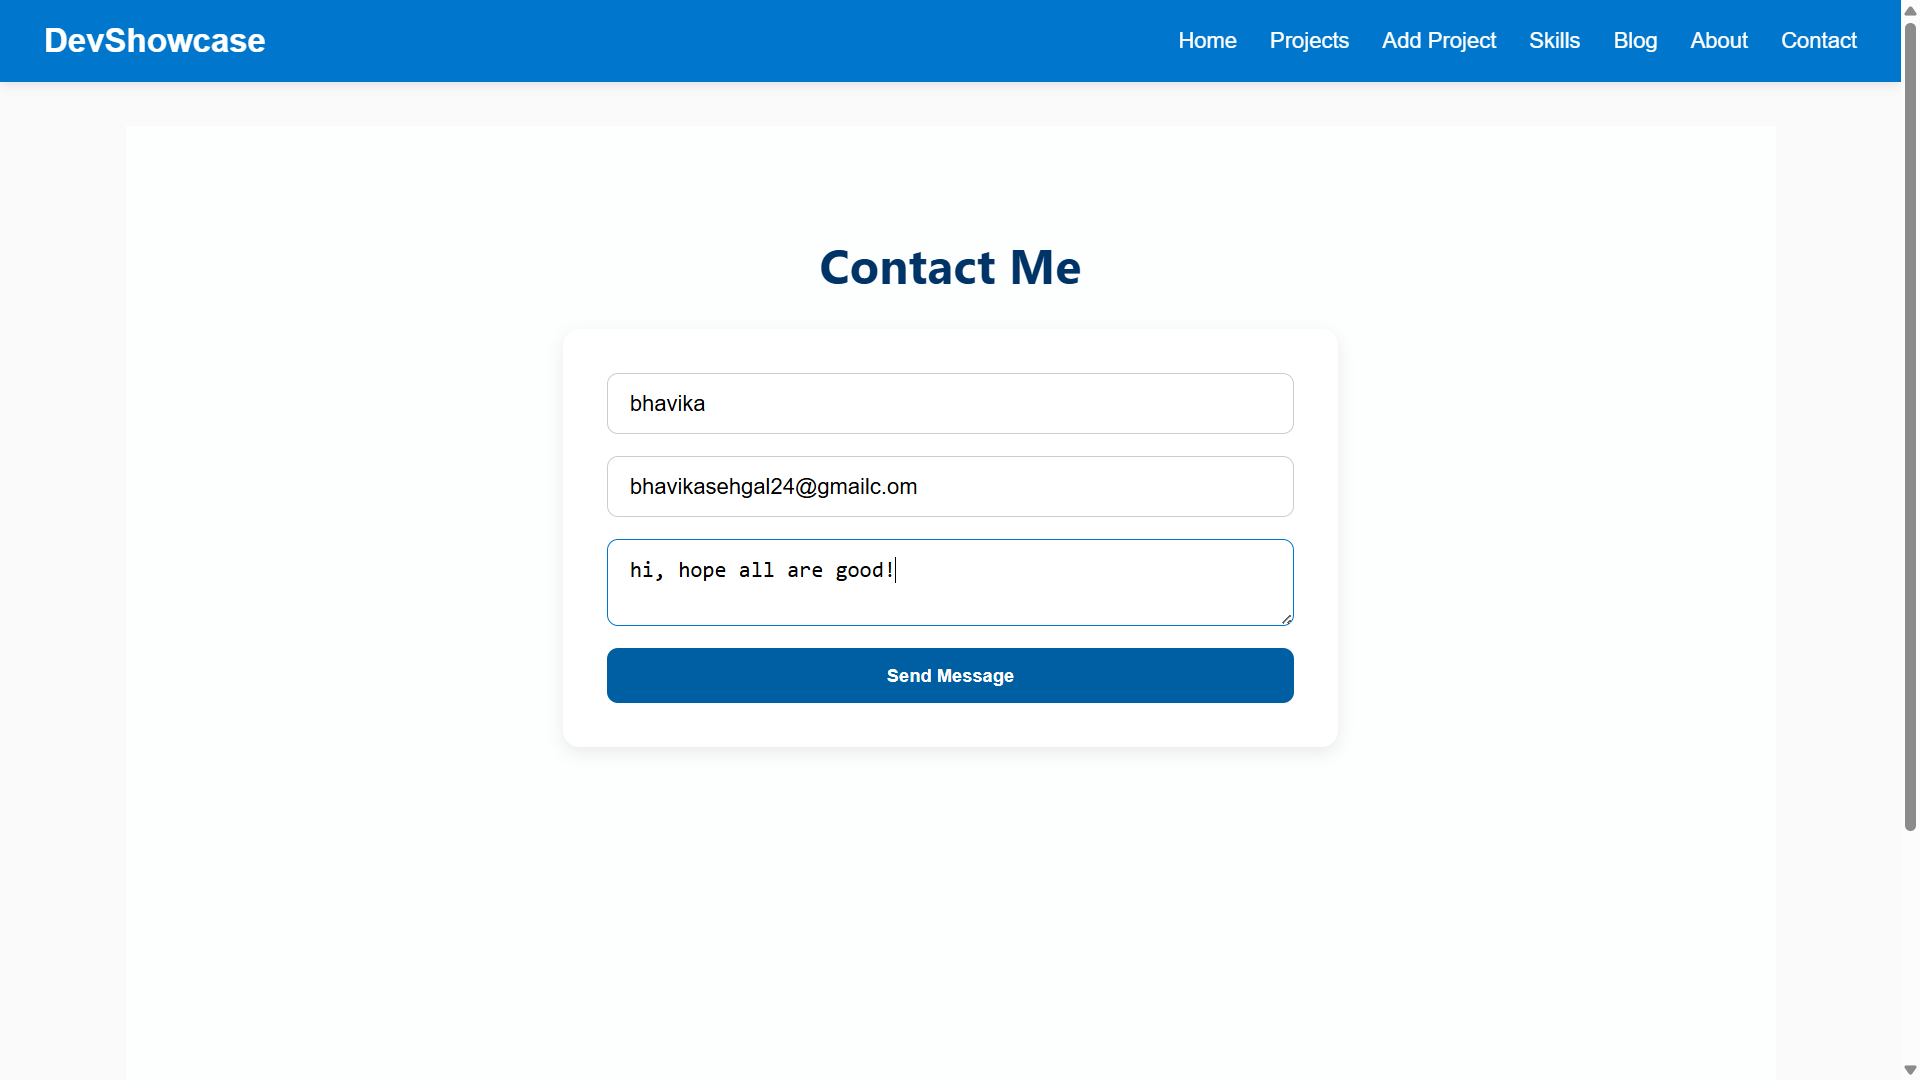 DevShowcase
Home Projects Add Project Skills Blog About Contact
Contact Me
bhavika
bhavikasehgal24@gmailc.om
hi, hope all are good!
Send Message